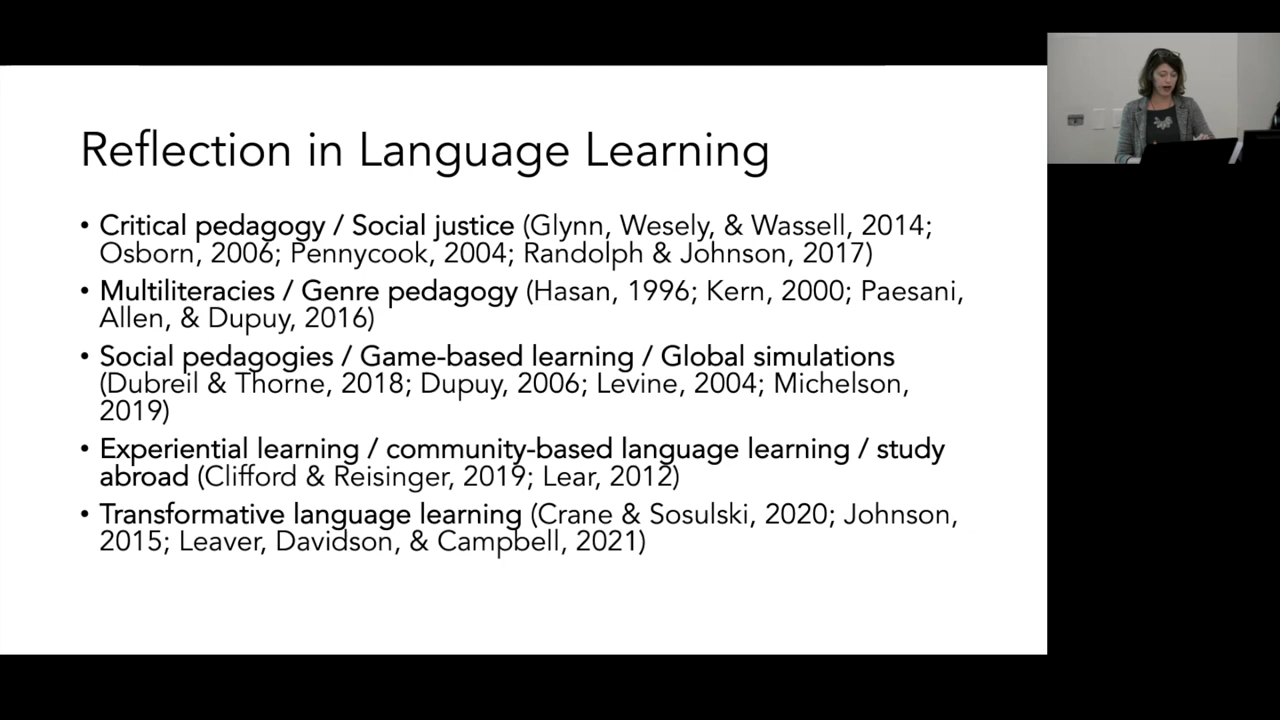 Reflection in Language Learning
• Critical pedagogy / Social justice (Glynn, Wesely, & Wassell, 2014;
Osborn, 2006; Pennycook, 2004; Randolph & Johnson, 2017)
• Multiliteracies / Genre pedagogy (Hasan, 1996; Kern, 2000; Paesani,
Allen, & Dupuy, 2016)
• Social pedagogies / Game-based learning / Global simulations
(Dubreil & Thorne, 2018; Dupuy, 2006; Levine, 2004; Michelson,
2019)
• Experiential learning / community-based language learning / study
abroad (Clifford & Reisinger, 2019; Lear, 2012)
• Transformative language learning (Crane & Sosulski, 2020; Johnson,
2015; Leaver, Davidson, & Campbell, 2021)